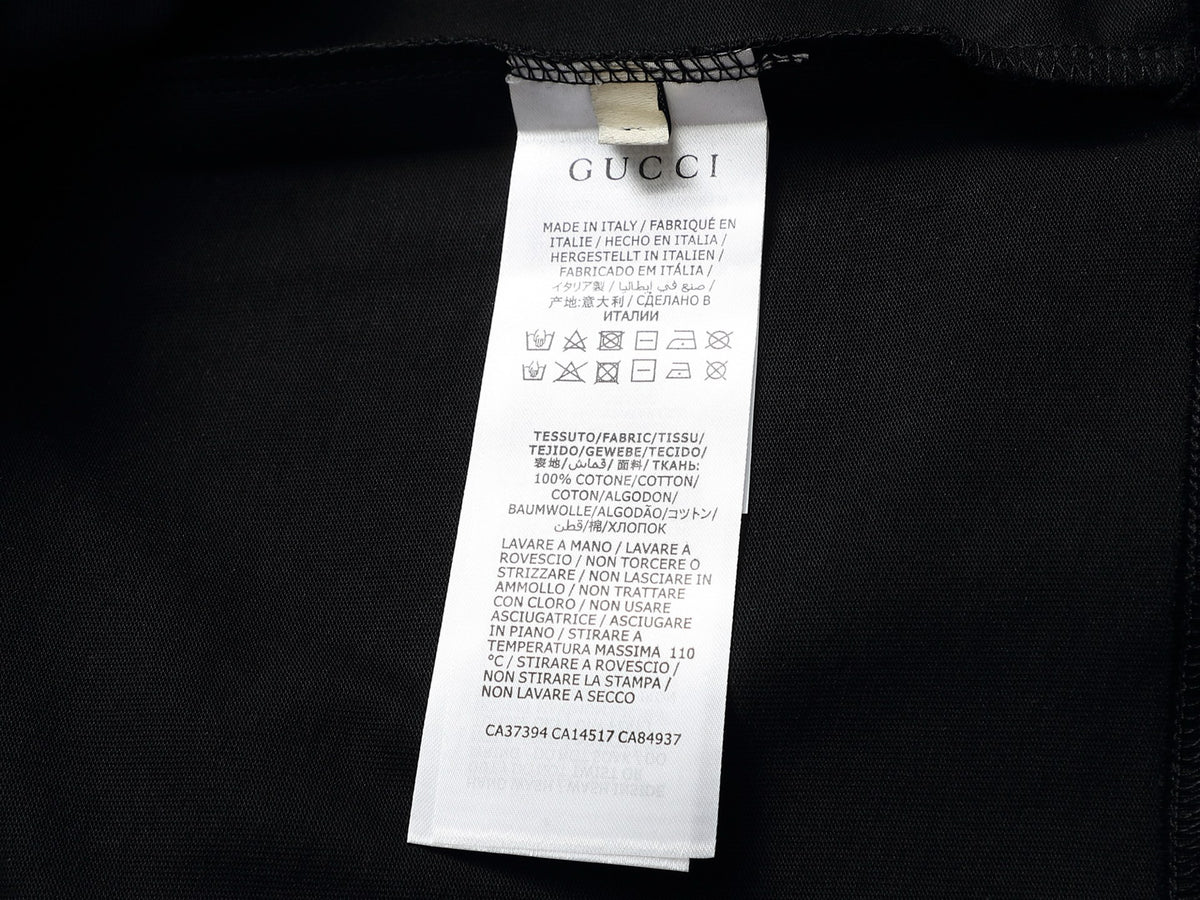 GUCCI
MADE IN ITALY / FABRIQUÉ EN
ITALIE / HECHO EN ITALIA /
HERGESTELLT IN ITALIEN /
FABRICADO EM ITÁLIA /
イタリア製 / صنع في إيطاليا /
产地:意大利 / СДЕЛАНО В
ИТАЛИИ
TESSUTO/FABRIC/TISSU/
TEJIDO/GEWEBE/TECIDO/
表地/قماش/ 面料/ ТКАНЬ:
100% COTONE/COTTON/
COTON/ALGODON/
BAUMWOLLE/ALGODÃO/コットン/
قطن/棉/ХЛОПОК
LAVARE A MANO / LAVARE A
ROVESCIO / NON TORCERE O
STRIZZARE / NON LASCIARE IN
AMMOLLO / NON TRATTARE
CON CLORO / NON USARE
ASCIUGATRICE / ASCIUGARE
IN PIANO / STIRARE A
TEMPERATURA MASSIMA 110
°C / STIRARE A ROVESCIO /
NON STIRARE LA STAMPA /
NON LAVARE A SECCO
CA37394 CA14517 CA84937